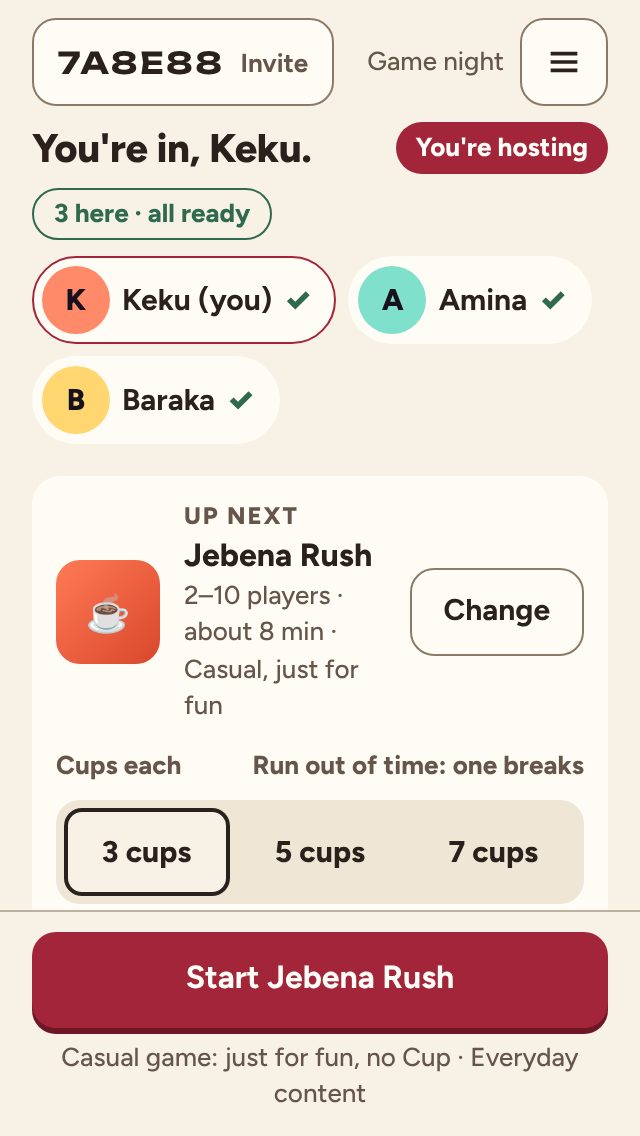 7A8E88 Invite
Game night
You're in, Keku.
You're hosting
3 here · all ready
K Keku (you)
A Amina
B Baraka
UP NEXT
Jebena Rush
2–10 players ·
about 8 min ·
Casual, just for
fun
Change
Cups each
Run out of time: one breaks
3 cups
5 cups
7 cups
Start Jebena Rush
Casual game: just for fun, no Cup · Everyday
content